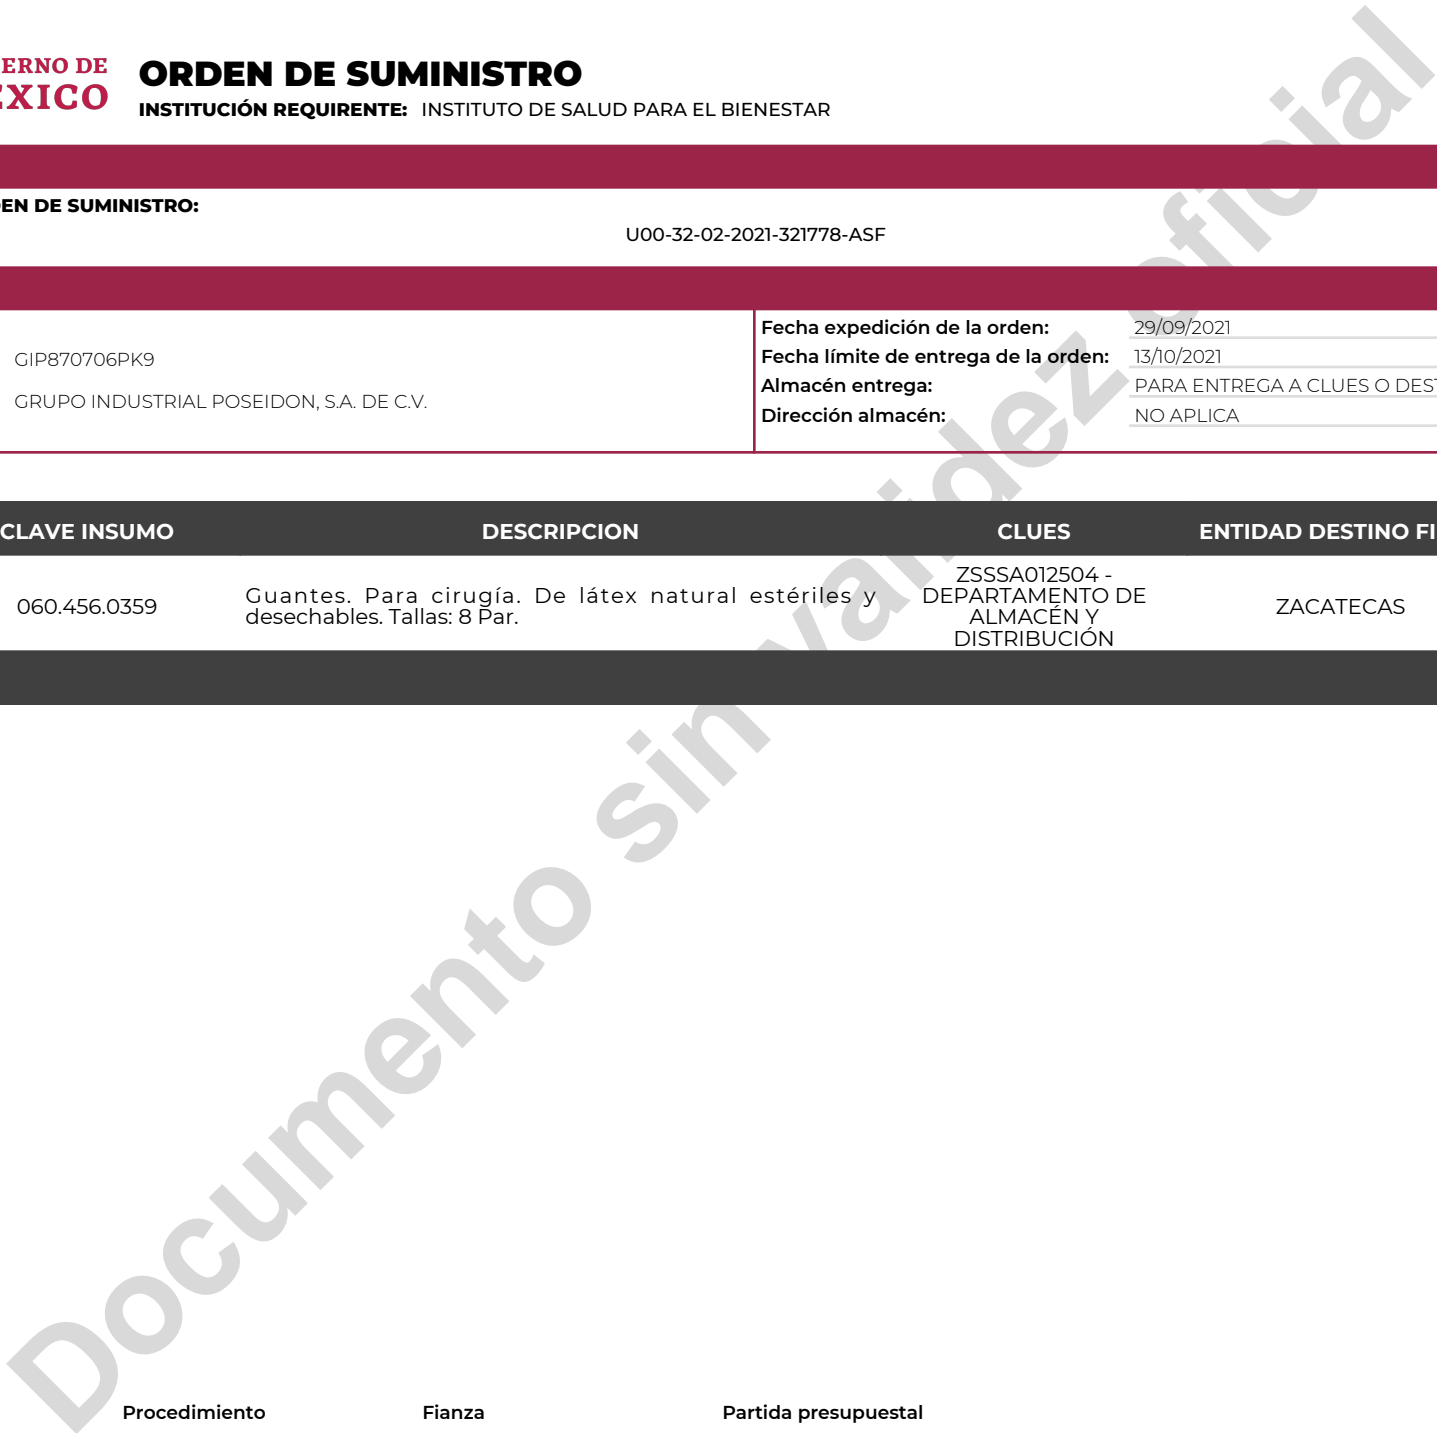 ERNO DE
EXICO
ORDEN DE SUMINISTRO
INSTITUCIÓN REQUIRENTE: INSTITUTO DE SALUD PARA EL BIENESTAR
EN DE SUMINISTRO:
U00-32-02-2021-321778-ASF
GIP870706PK9
GRUPO INDUSTRIAL POSEIDON, S.A. DE C.V.
Fecha expedición de la orden: 29/09/2021
Fecha límite de entrega de la orden: 13/10/2021
Almacén entrega: PARA ENTREGA A CLUES O DEST
Dirección almacén: NO APLICA
CLAVE INSUMO DESCRIPCION CLUES ENTIDAD DESTINO FI
060.456.0359
Guantes. Para cirugía. De látex natural estériles y
desechables. Tallas: 8 Par.
ZSSSA012504 -
DEPARTAMENTO DE
ALMACÉN Y
DISTRIBUCIÓN
ZACATECAS
Documento sin validez oficial
Procedimiento Fianza Partida presupuestal